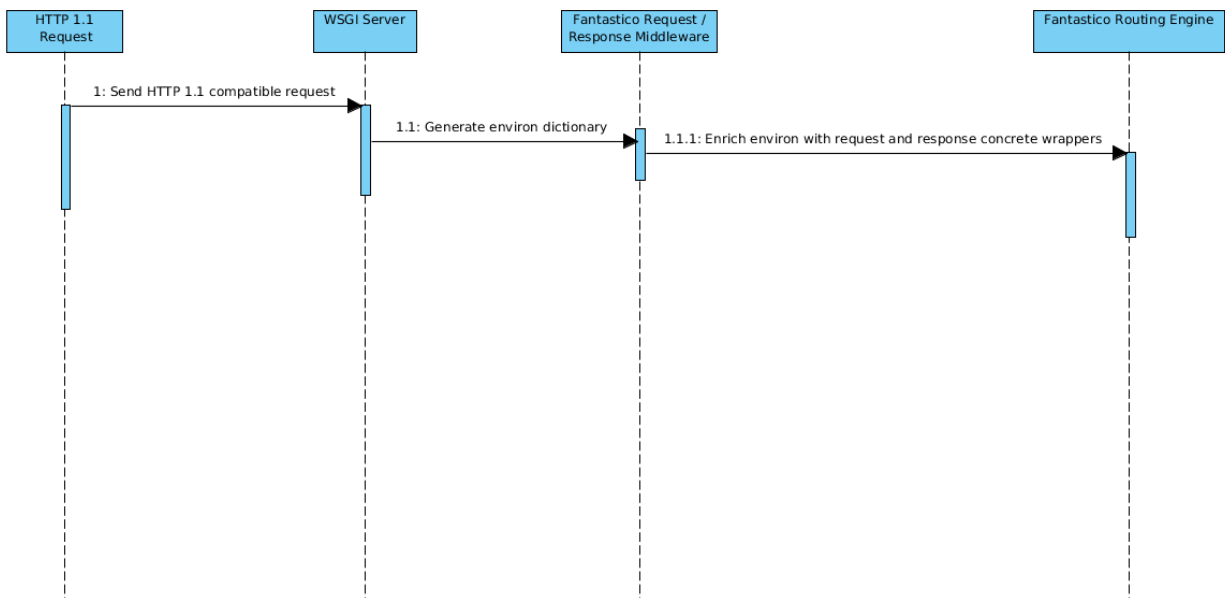 HTTP 1.1
Request
WSGI Server
Fantastico Request /
Response Middleware
Fantastico Routing Engine
1: Send HTTP 1.1 compatible request
1.1: Generate environ dictionary
1.1.1: Enrich environ with request and response concrete wrappers